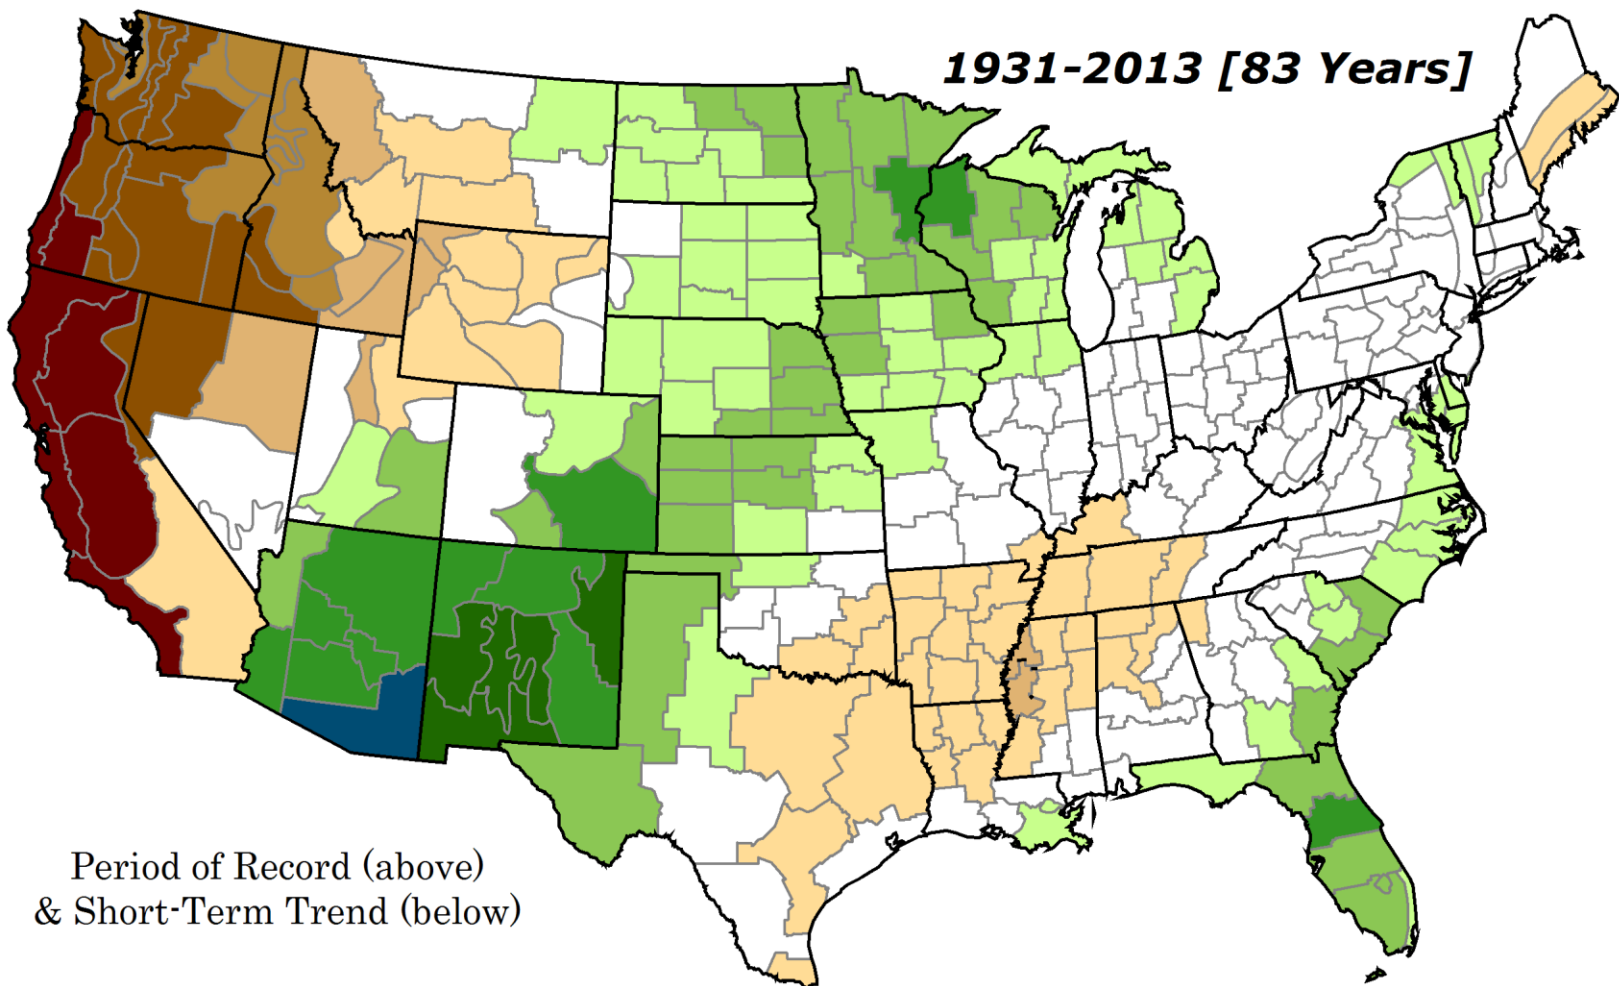 1931-2013 [83 Years]
Period of Record (above)
& Short-Term Trend (below)